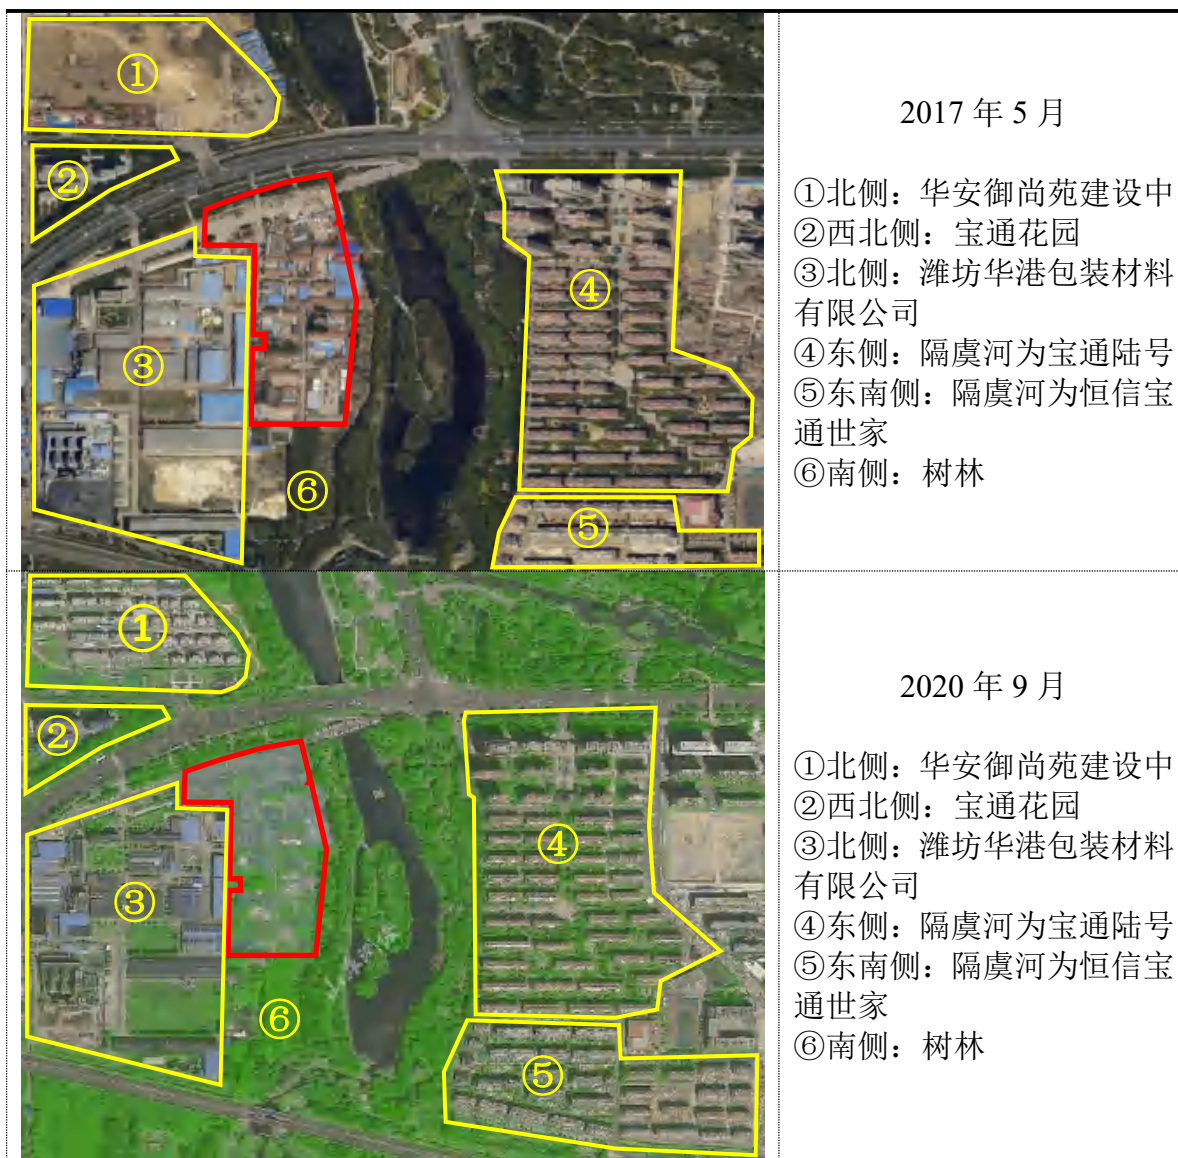 ①
②
③
④
⑤
⑥
2017 年 5 月
①北侧：华安御尚苑建设中
②西北侧：宝通花园
③北侧：潍坊华港包装材料
有限公司
④东侧：隔虞河为宝通陆号
⑤东南侧：隔虞河为恒信宝
通世家
⑥南侧：树林
①
②
③
④
⑤
⑥
2020 年 9 月
①北侧：华安御尚苑建设中
②西北侧：宝通花园
③北侧：潍坊华港包装材料
有限公司
④东侧：隔虞河为宝通陆号
⑤东南侧：隔虞河为恒信宝
通世家
⑥南侧：树林